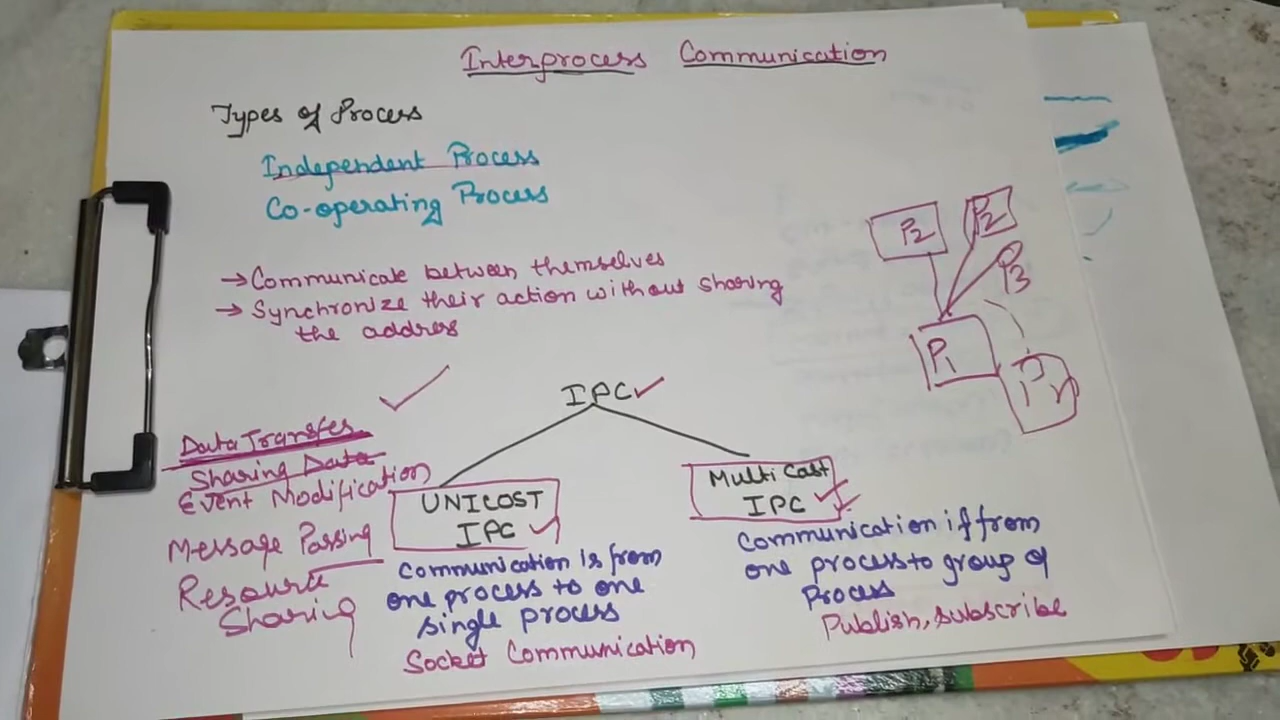 Interprocess Communication
Types of Process
Independent Process
Co-operating Process
→ Communicate between themselves
→ Synchronize their action without sharing
the address
P2
P2
P3
P1
Pn
IPC
Data Transfer
Sharing Data
Event Modification
Message Passing
Resource
Sharing
UNICOST
IPC
Communication is from
one process to one
single process
Socket Communication
Multi Cast
IPC
Communication if from
one process to group of
Process
Publish, subscribe